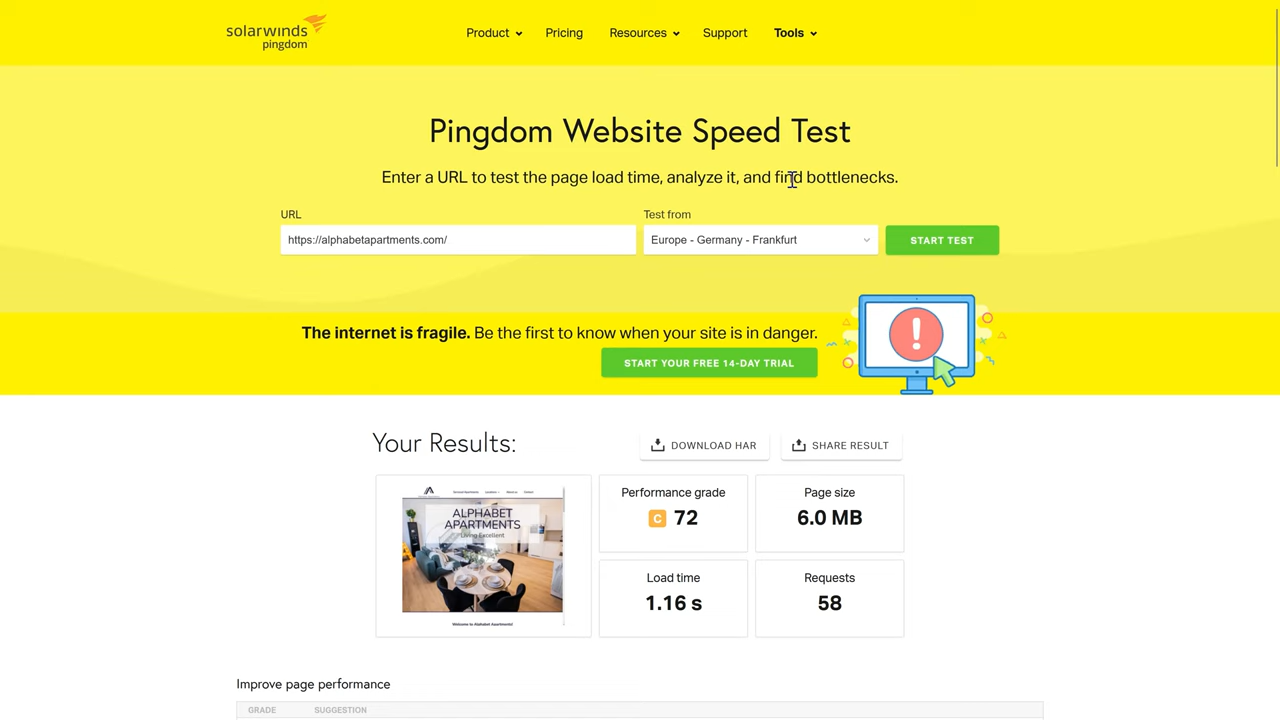 solarwinds
pingdom
Product
Pricing
Resources
Support
Tools
Pingdom Website Speed Test
Enter a URL to test the page load time, analyze it, and find bottlenecks.
URL
Test from
https://alphabetapartments.com/
Europe - Germany - Frankfurt
START TEST
The internet is fragile. Be the first to know when your site is in danger.
START YOUR FREE 14-DAY TRIAL
!
Your Results:
DOWNLOAD HAR
SHARE RESULT
ALPHABET
APARTMENTS
Living Excellent
Welcome to Alphabet Apartments!
Performance grade
C 72
Page size
6.0 MB
Load time
1.16 s
Requests
58
Improve page performance
GRADE
SUGGESTION